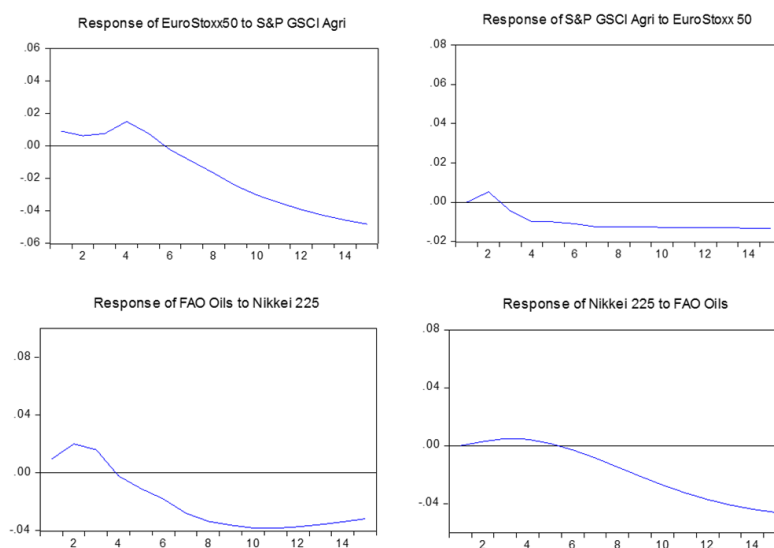 Response of EuroStoxx50 to S&P GSCI Agri
.06
.04
.02
.00
-.02
-.04
-.06
2 4 6 8 10 12 14
Response of S&P GSCI Agri to EuroStoxx 50
.08
.06
.04
.02
.00
-.02
2 4 6 8 10 12 14
Response of FAO Oils to Nikkei 225
.08
.04
.00
-.04
2 4 6 8 10 12 14
Response of Nikkei 225 to FAO Oils
.08
.04
.00
-.04
2 4 6 8 10 12 14